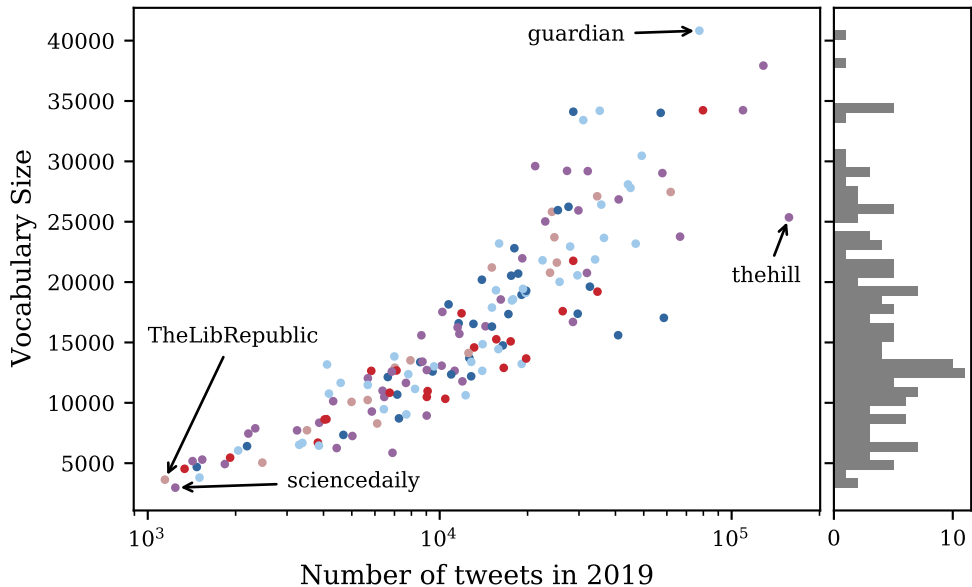 guardian
thehill
TheLibRepublic
sciencedaily
40000
35000
30000
25000
20000
15000
10000
5000
Vocabulary Size
10³ 10⁴ 10⁵
0 10
Number of tweets in 2019